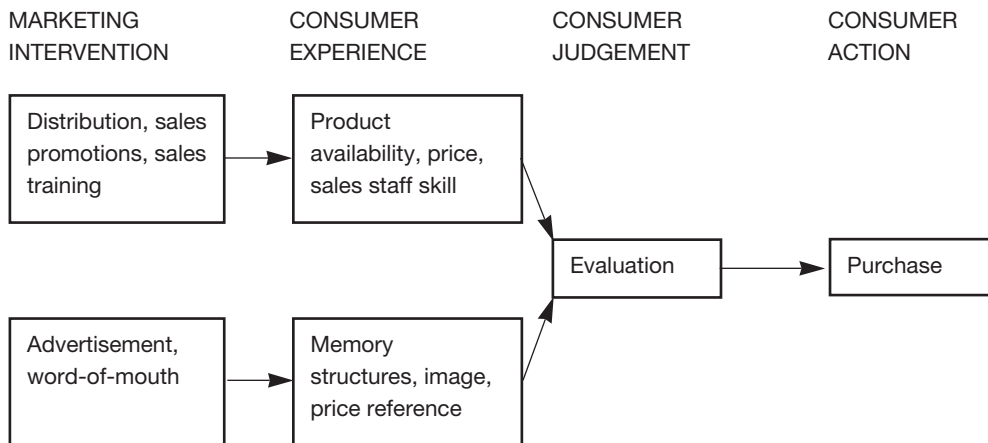 MARKETING
INTERVENTION
CONSUMER
EXPERIENCE
CONSUMER
JUDGEMENT
CONSUMER
ACTION
Distribution, sales
promotions, sales
training
Product
availability, price,
sales staff skill
Evaluation
Purchase
Advertisement,
word-of-mouth
Memory
structures, image,
price reference